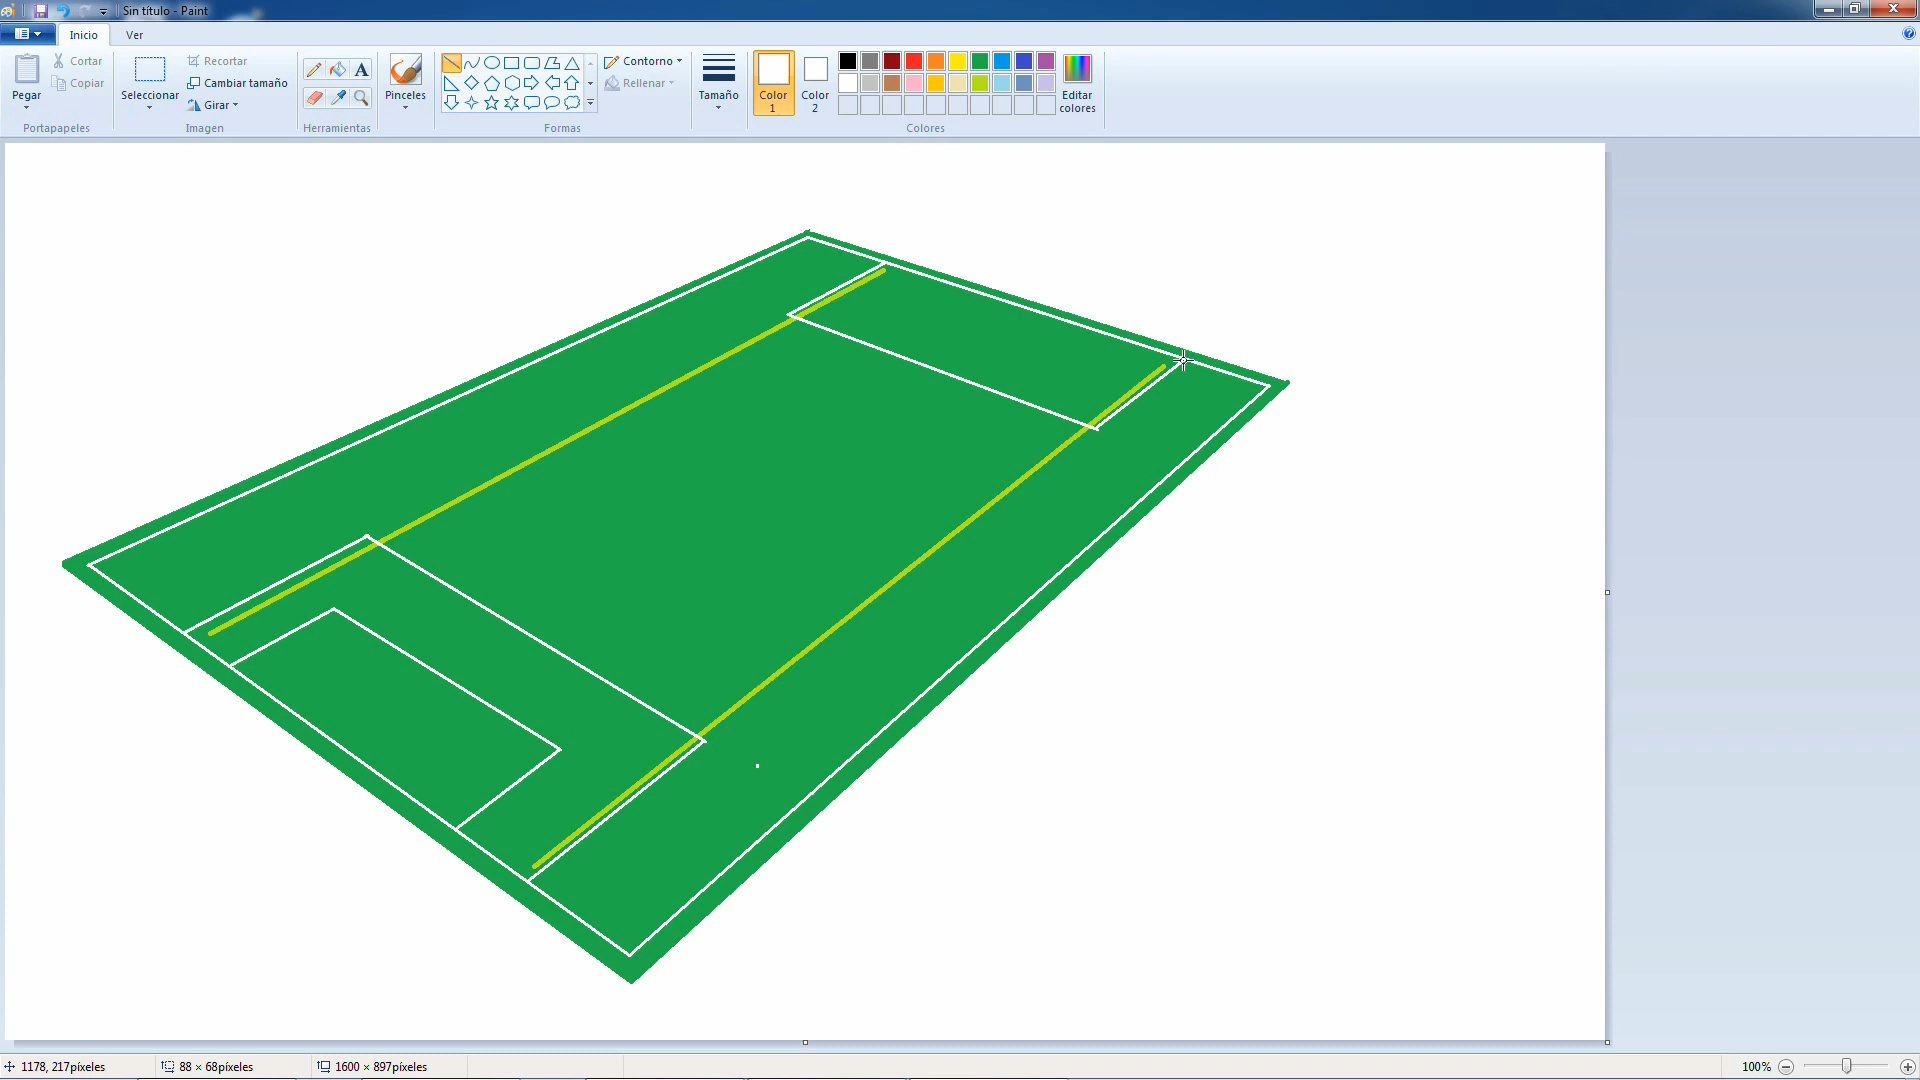 Sin título - Paint
Inicio Ver
Pegar
Cortar
Copiar
Portapapeles
Seleccionar
Recortar
Cambiar tamaño
Girar
Imagen
A
Herramientas
Pinceles
Contorno
Rellenar
Formas
Tamaño
Color 1
Color 2
Editar colores
Colores
1178, 217píxeles 88 × 68píxeles 1600 × 897píxeles 100%